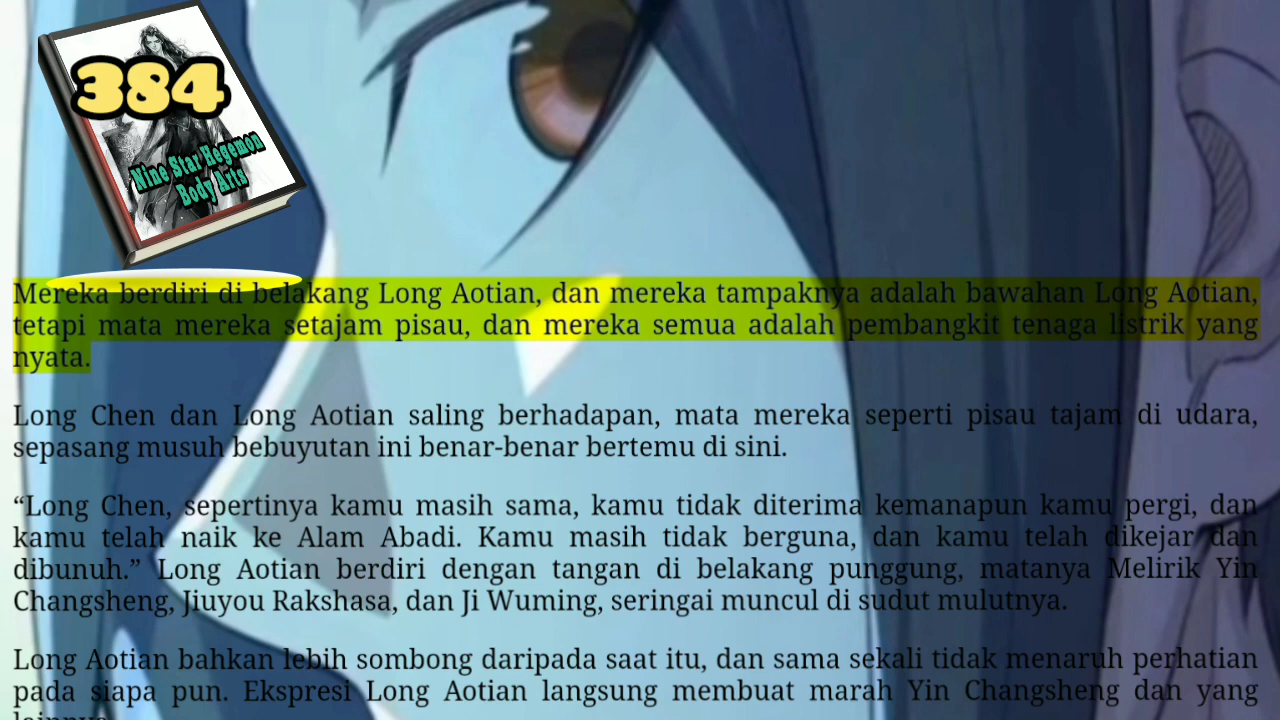 384
Nine Star Hegemon
Body Arts
Mereka berdiri di belakang Long Aotian, dan mereka tampaknya adalah bawahan Long Aotian,
tetapi mata mereka setajam pisau, dan mereka semua adalah pembangkit tenaga listrik yang
nyata.
Long Chen dan Long Aotian saling berhadapan, mata mereka seperti pisau tajam di udara,
sepasang musuh bebuyutan ini benar-benar bertemu di sini.
“Long Chen, sepertinya kamu masih sama, kamu tidak diterima kemanapun kamu pergi, dan
kamu telah naik ke Alam Abadi. Kamu masih tidak berguna, dan kamu telah dikejar dan
dibunuh.” Long Aotian berdiri dengan tangan di belakang punggung, matanya Melirik Yin
Changsheng, Jiuyou Rakshasa, dan Ji Wuming, seringai muncul di sudut mulutnya.
Long Aotian bahkan lebih sombong daripada saat itu, dan sama sekali tidak menaruh perhatian
pada siapa pun. Ekspresi Long Aotian langsung membuat marah Yin Changsheng dan yang